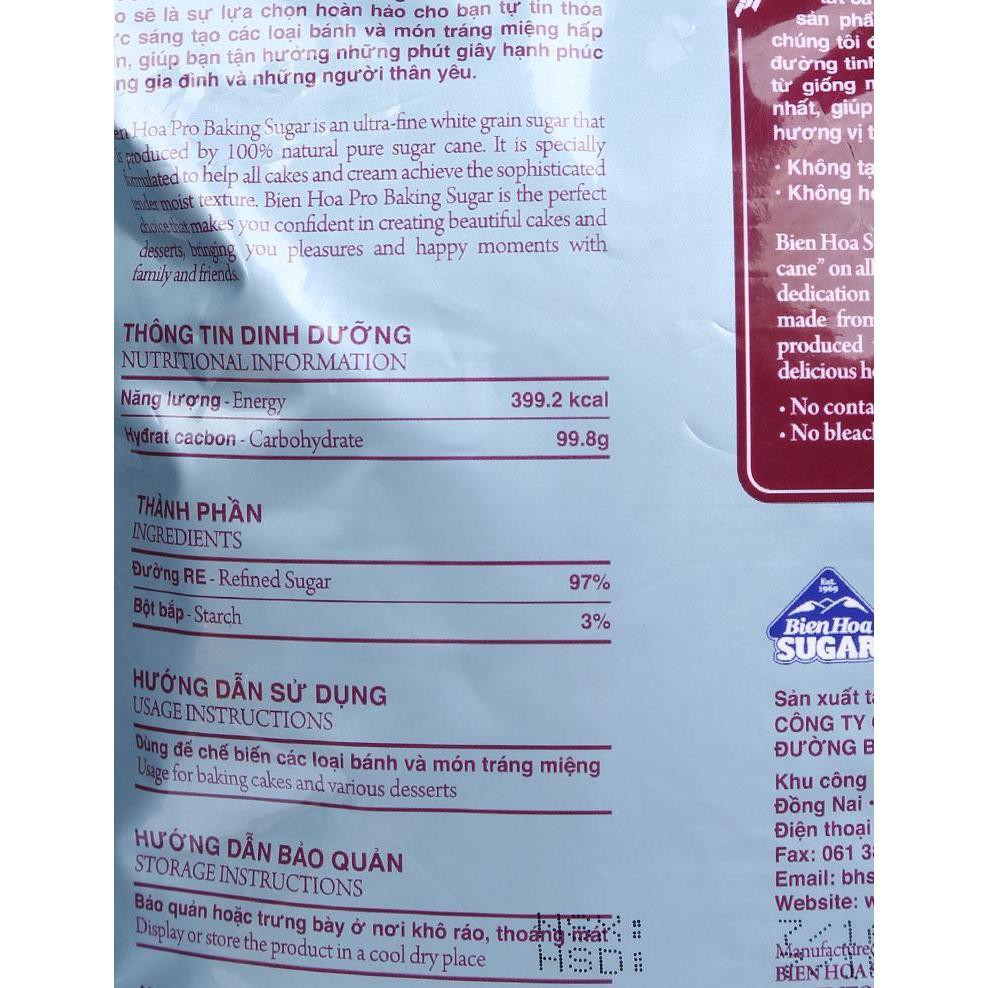 o sẽ là sự lựa chọn hoàn hảo cho bạn tự tin thỏa
sáng tạo các loại bánh và món tráng miệng hấp
n, giúp bạn tận hưởng những phút giây hạnh phúc
ng gia đình và những người thân yêu.
en Hoa Pro Baking Sugar is an ultra-fine white grain sugar that
is produced by 100% natural pure sugar cane. It is specially
formulated to help all cakes and cream achieve the sophisticated
tender moist texture. Bien Hoa Pro Baking Sugar is the perfect
choice that makes you confident in creating beautiful cakes and
desserts, bringing you pleasures and happy moments with
family and friends.
THÔNG TIN DINH DƯỠNG
NUTRITIONAL INFORMATION
Năng lượng - Energy 399.2 kcal
Hyđrat cacbon - Carbohydrate 99.8g
THÀNH PHẦN
INGREDIENTS
Đường RE - Refined Sugar 97%
Bột bắp - Starch 3%
HƯỚNG DẪN SỬ DỤNG
USAGE INSTRUCTIONS
Dùng để chế biến các loại bánh và món tráng miệng
Usage for baking cakes and various desserts
HƯỚNG DẪN BẢO QUẢN
STORAGE INSTRUCTIONS
Bảo quản hoặc trưng bày ở nơi khô ráo, thoáng mát
Display or store the product in a cool dry place
NSX:
HSD:
sản phẩ
chúng tôi
đường tinh
từ giống
nhất, giúp
hương vị t
• Không tạ
• Không h
Bien Hoa S
cane" on all
dedication
made from
produced
delicious h
• No conta
• No bleac
Est.
1969
Bien Hoa
SUGAR
Sản xuất t
CÔNG TY
ĐƯỜNG B
Khu công
Đồng Nai
Điện thoại
Fax: 061 3
Email: bhs
Website: w
Manufacture
BIEN HOA